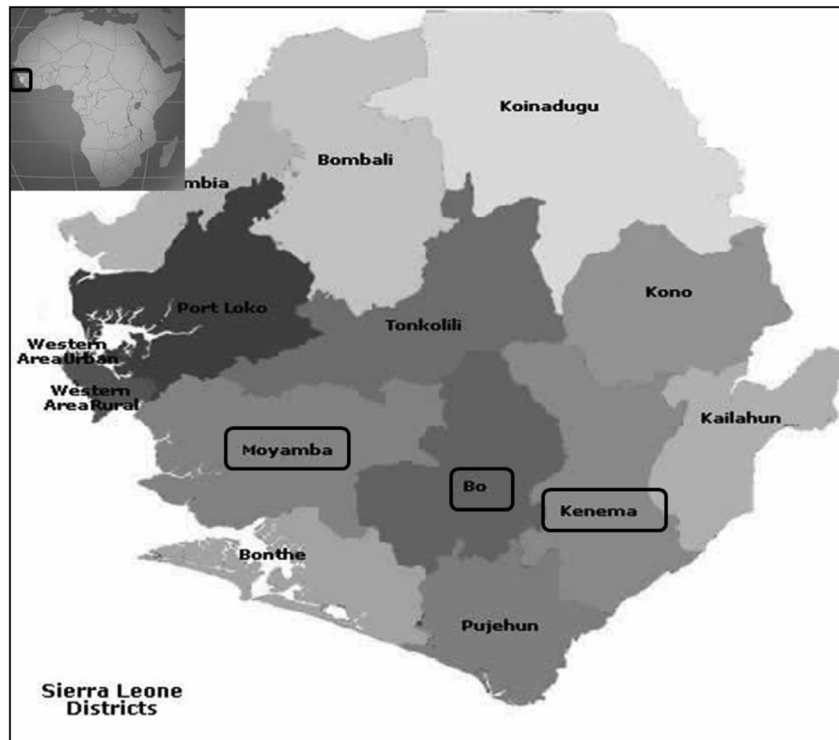 Koinadugu
Bombali
mbia
Kono
Port Loko
Tonkolili
Western
AreaUrban
Western
AreaRural
Kailahun
Moyamba
Bo
Kenema
Bonthe
Pujehun
Sierra Leone
Districts